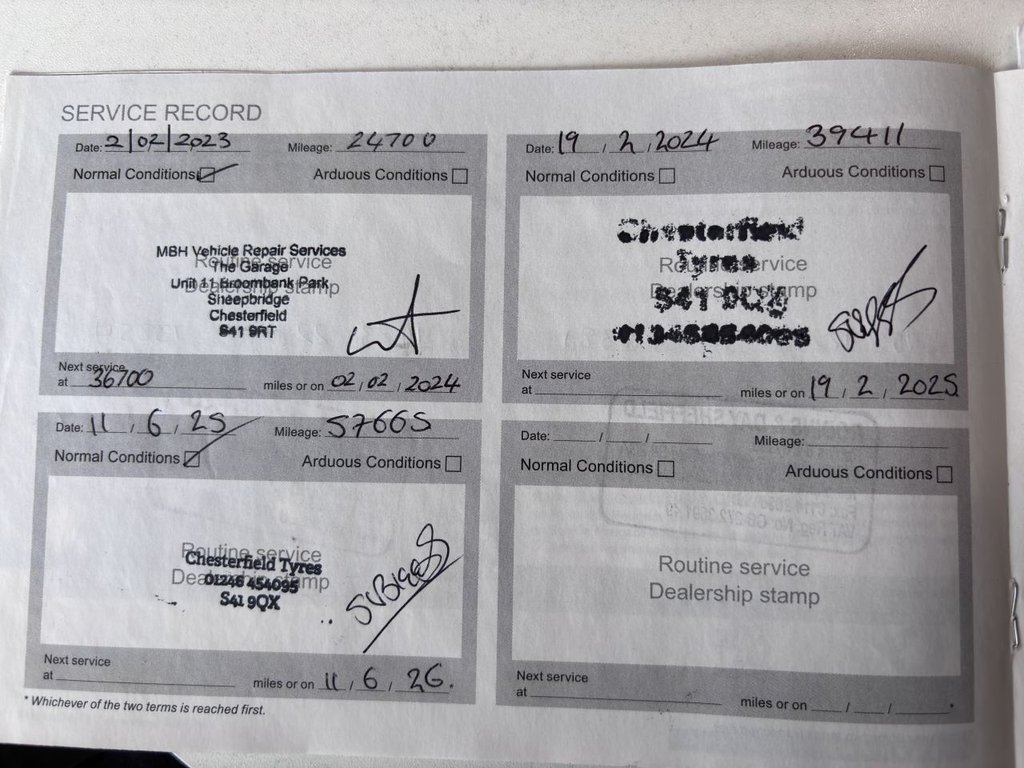 SERVICE RECORD
Date: 2/02/2023 Mileage: 24700
Normal Conditions Arduous Conditions
Routine service
Dealership stamp
MBH Vehicle Repair Services
The Garage
Unit 11 Broombank Park
Sheepbridge
Chesterfield
S41 9RT
Next service
at 36700 miles or on 02/02/2024
Date: 19/2/2024 Mileage: 39411
Normal Conditions Arduous Conditions
Routine service
Dealership stamp
Chesterfield
Tyres
S41 9QX
Next service
at miles or on 19/2/2025
Date: 11/6/25 Mileage: 57665
Normal Conditions Arduous Conditions
Routine service
Dealership stamp
Chesterfield Tyres
01246 454095
S41 9QX
Next service
at miles or on 11/6/26.
Date: / / Mileage:
Normal Conditions Arduous Conditions
Routine service
Dealership stamp
Next service
at miles or on / / *
* Whichever of the two terms is reached first.